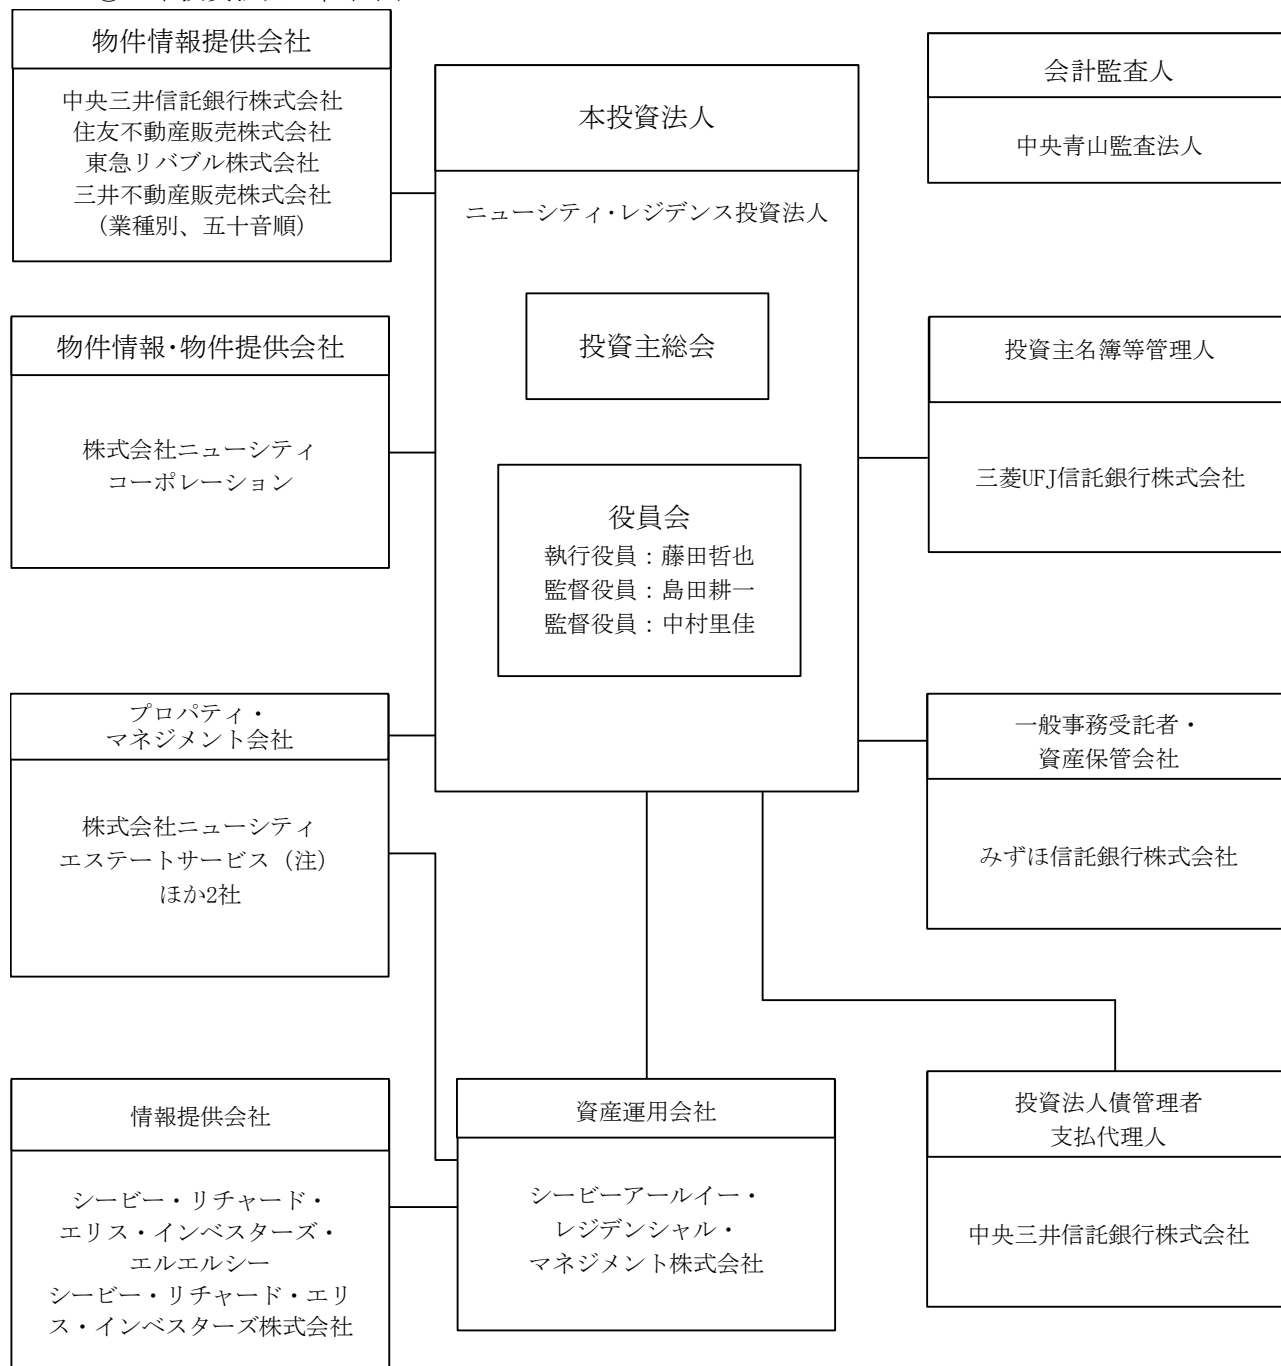 物件情報提供会社
中央三井信託銀行株式会社
住友不動産販売株式会社
東急リバブル株式会社
三井不動産販売株式会社
(業種別、五十音順)
物件情報・物件提供会社
株式会社ニューシティ
コーポレーション
プロパティ・
マネジメント会社
株式会社ニューシティ
エステートサービス（注）
ほか2社
情報提供会社
シービー・リチャード・
エリス・インベスターズ・
エルエルシー
シービー・リチャード・エリ
ス・インベスターズ株式会社
本投資法人
ニューシティ・レジデンス投資法人
投資主総会
役員会
執行役員：藤田哲也
監督役員：島田耕一
監督役員：中村里佳
資産運用会社
シービーアールイー・
レジデンシャル・
マネジメント株式会社
会計監査人
中央青山監査法人
投資主名簿等管理人
三菱UFJ信託銀行株式会社
一般事務受託者・
資産保管会社
みずほ信託銀行株式会社
投資法人債管理者
支払代理人
中央三井信託銀行株式会社